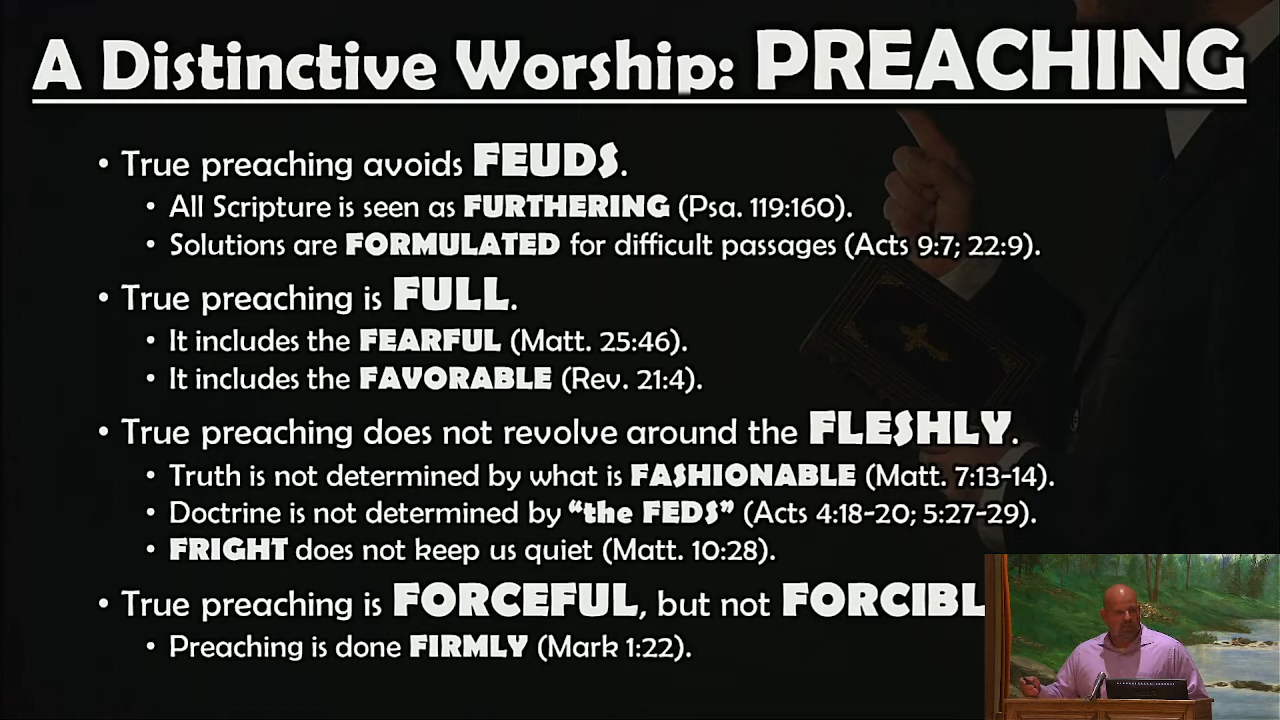 A Distinctive Worship: PREACHING
• True preaching avoids FEUDS.
• All Scripture is seen as FURTHERING (Psa. 119:160).
• Solutions are FORMULATED for difficult passages (Acts 9:7; 22:9).
• True preaching is FULL.
• It includes the FEARFUL (Matt. 25:46).
• It includes the FAVORABLE (Rev. 21:4).
• True preaching does not revolve around the FLESHLY.
• Truth is not determined by what is FASHIONABLE (Matt. 7:13-14).
• Doctrine is not determined by “the FEDS” (Acts 4:18-20; 5:27-29).
• FRIGHT does not keep us quiet (Matt. 10:28).
• True preaching is FORCEFUL, but not FORCIBL
• Preaching is done FIRMLY (Mark 1:22).